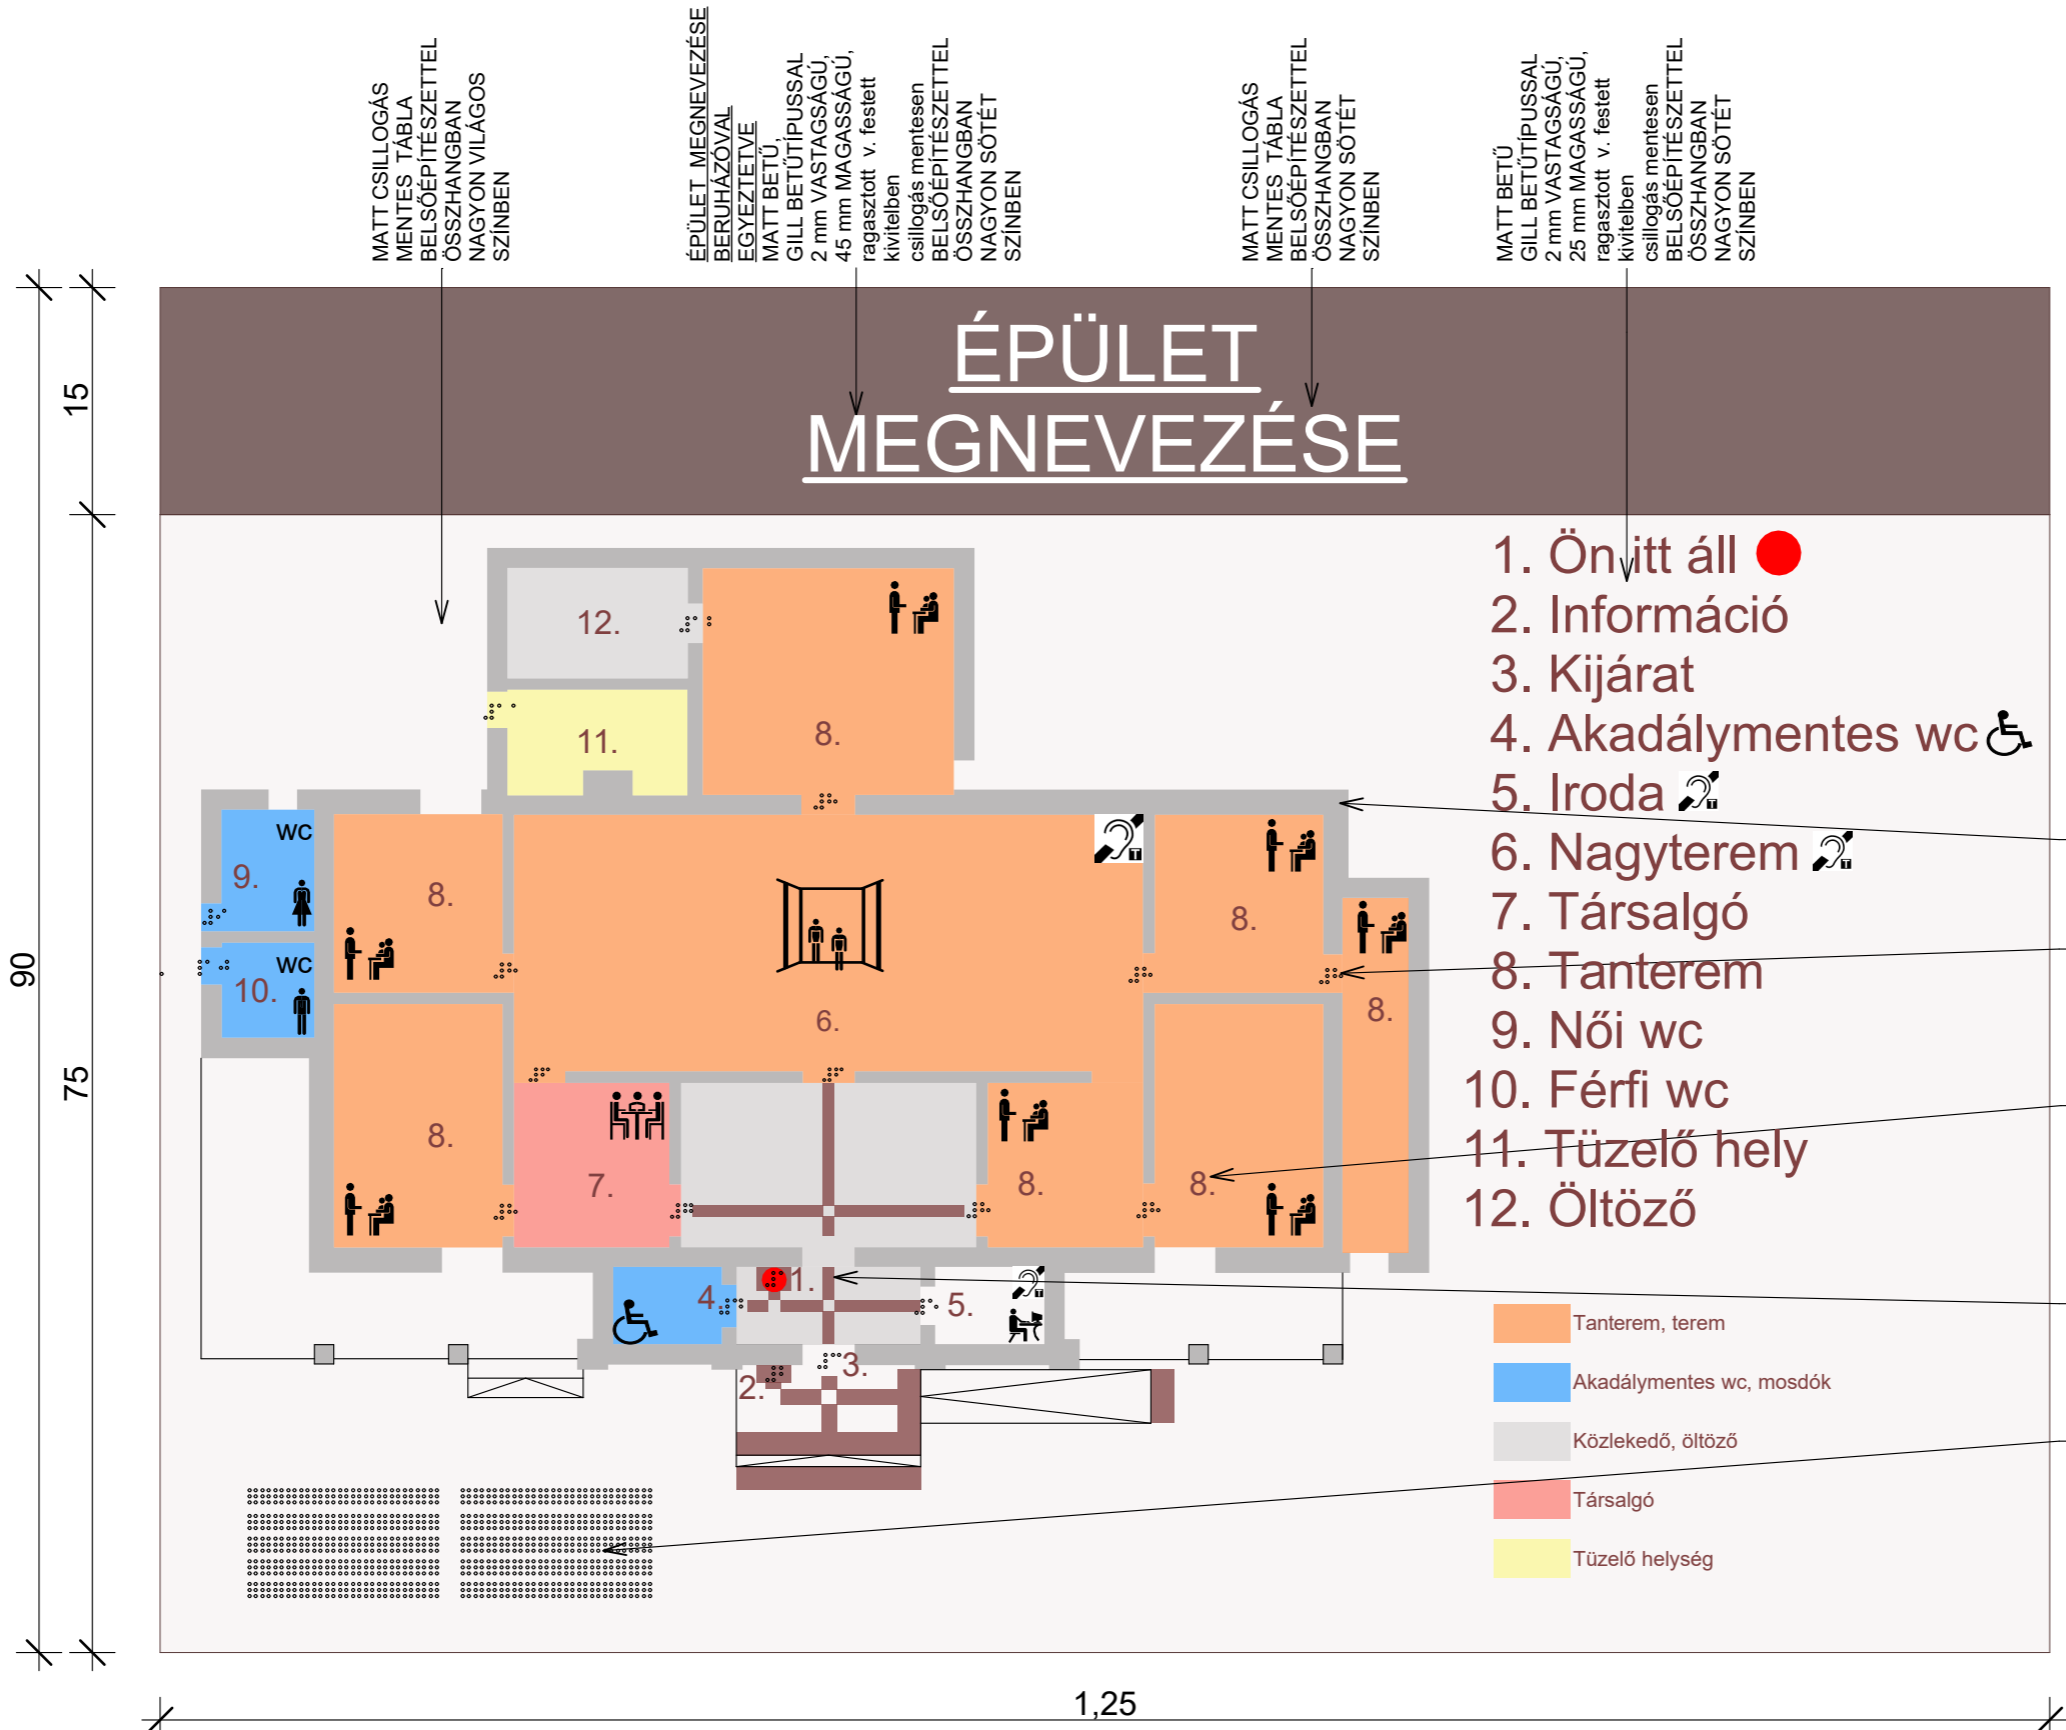 MATT CSILLOGÁS
MENTES TÁBLA
BELSŐÉPÍTÉSZETTEL
ÖSSZHANGBAN
NAGYON VILÁGOS
SZÍNBEN
ÉPÜLET MEGNEVEZÉSE
BERUHÁZÓVAL
EGYEZTETVE
MATT BETŰ,
GILL BETŰTÍPUSSAL
2 mm VASTAGSÁGÚ,
45 mm MAGASSÁGÚ,
ragasztott v. festett
kivitelben
csillogás mentesen
BELSŐÉPÍTÉSZETTEL
ÖSSZHANGBAN
NAGYON SÖTÉT
SZÍNBEN
MATT CSILLOGÁS
MENTES TÁBLA
BELSŐÉPÍTÉSZETTEL
ÖSSZHANGBAN
NAGYON SÖTÉT
SZÍNBEN
MATT BETŰ
GILL BETŰTÍPUSSAL
2 mm VASTAGSÁGÚ,
25 mm MAGASSÁGÚ,
ragasztott v. festett
kivitelben
csillogás mentesen
BELSŐÉPÍTÉSZETTEL
ÖSSZHANGBAN
NAGYON SÖTÉT
SZÍNBEN
90
15
75
ÉPÜLET
MEGNEVEZÉSE
1. Ön itt áll
2. Információ
3. Kijárat
4. Akadálymentes wc
5. Iroda
6. Nagyterem
7. Társalgó
8. Tanterem
9. Női wc
10. Férfi wc
11. Tüzelő hely
12. Öltöző
12.
11.
8.
WC
9.
WC
10.
8.
8.
6.
8.
8.
7.
8.
8.
4.
1.
5.
2.
3.
T
T
T
T
Tanterem, terem
Akadálymentes wc, mosdók
Közlekedő, öltöző
Társalgó
Tüzelő helység
1,25